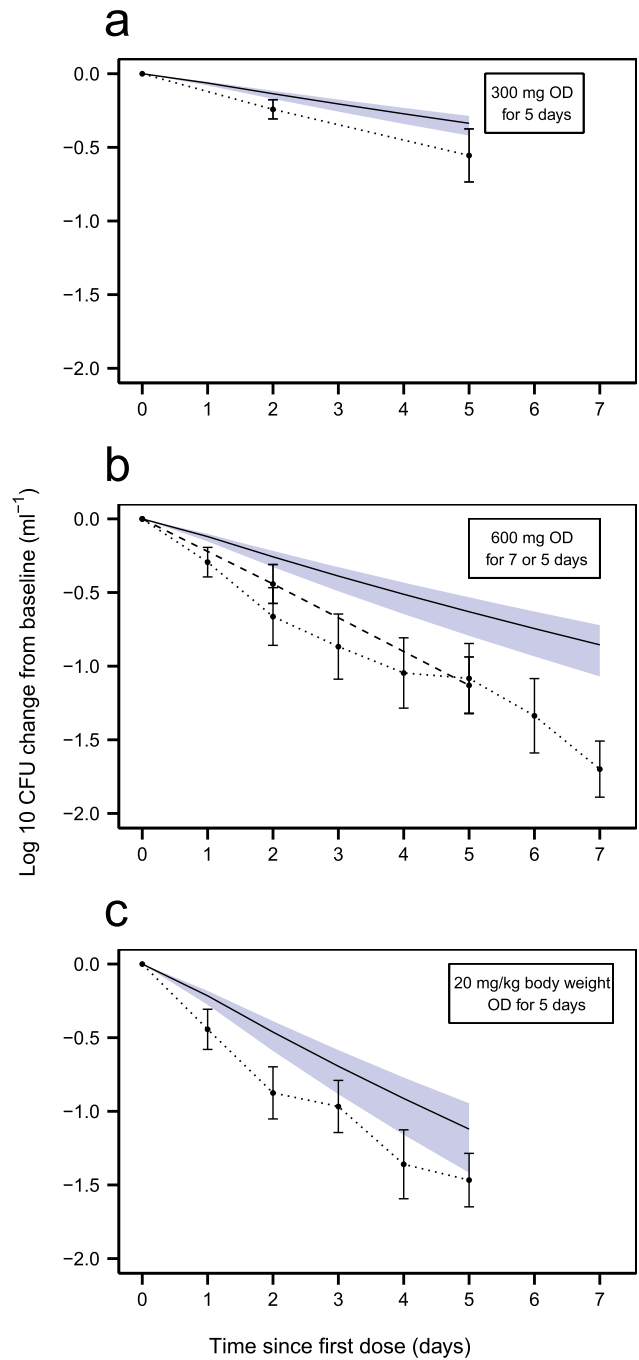 a
0.0
−0.5
−1.0
−1.5
−2.0
300 mg OD
for 5 days
0 1 2 3 4 5 6 7
b
0.0
−0.5
−1.0
−1.5
−2.0
600 mg OD
for 7 or 5 days
0 1 2 3 4 5 6 7
Log 10 CFU change from baseline (ml⁻¹)
c
0.0
−0.5
−1.0
−1.5
−2.0
20 mg/kg body weight
OD for 5 days
0 1 2 3 4 5 6 7
Time since first dose (days)